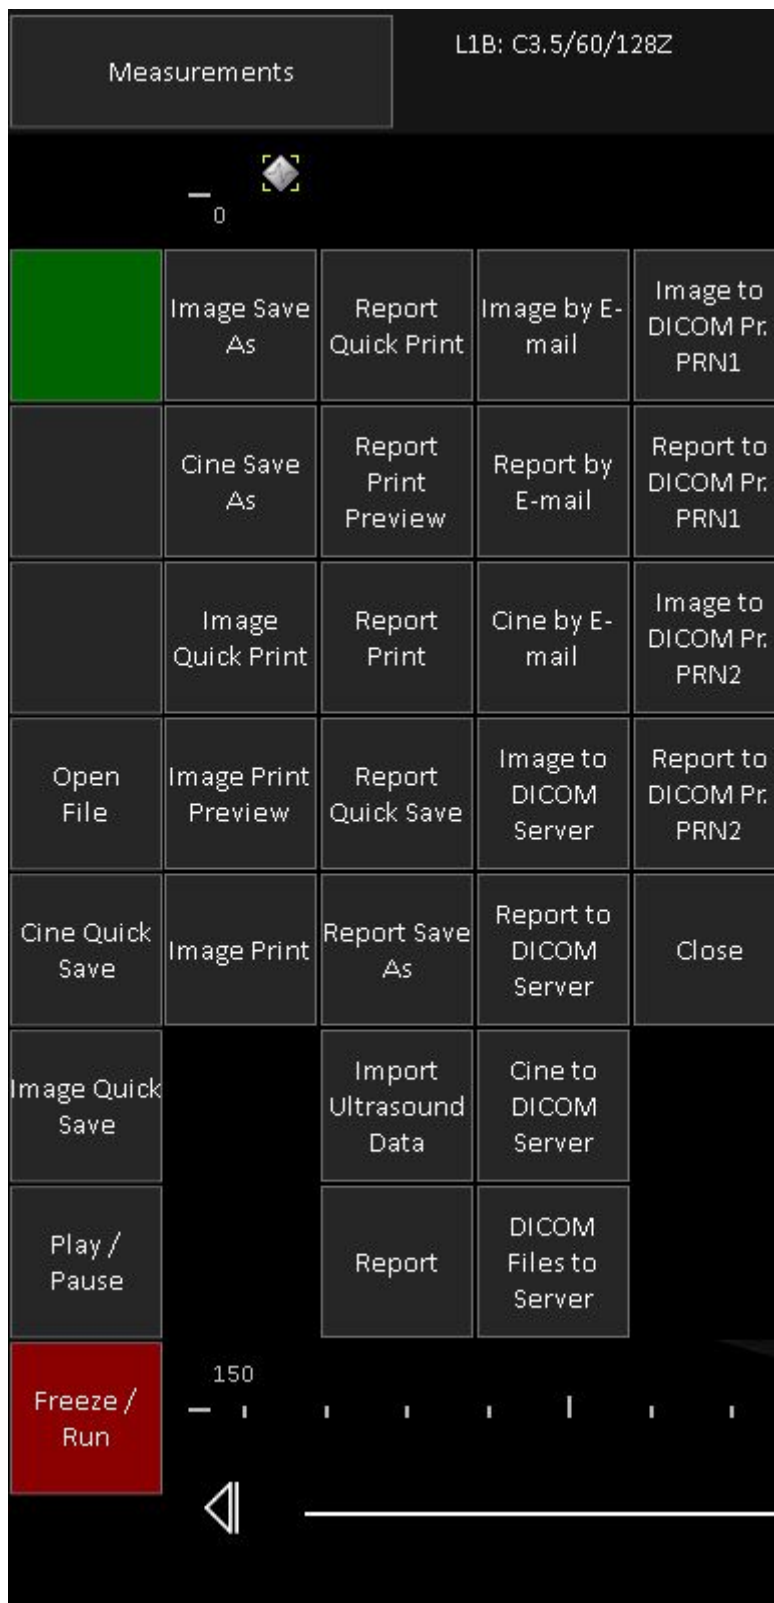 Measurements
L1B: C3.5/60/128Z
0
Image Save
As
Report
Quick Print
Image by E-
mail
Image to
DICOM Pr.
PRN1
Cine Save
As
Report
Print
Preview
Report by
E-mail
Report to
DICOM Pr.
PRN1
Image
Quick Print
Report
Print
Cine by E-
mail
Image to
DICOM Pr.
PRN2
Open
File
Image Print
Preview
Report
Quick Save
Image to
DICOM
Server
Report to
DICOM Pr.
PRN2
Cine Quick
Save
Image Print
Report Save
As
Report to
DICOM
Server
Close
Image Quick
Save
Import
Ultrasound
Data
Cine to
DICOM
Server
Play /
Pause
Report
DICOM
Files to
Server
Freeze /
Run
150